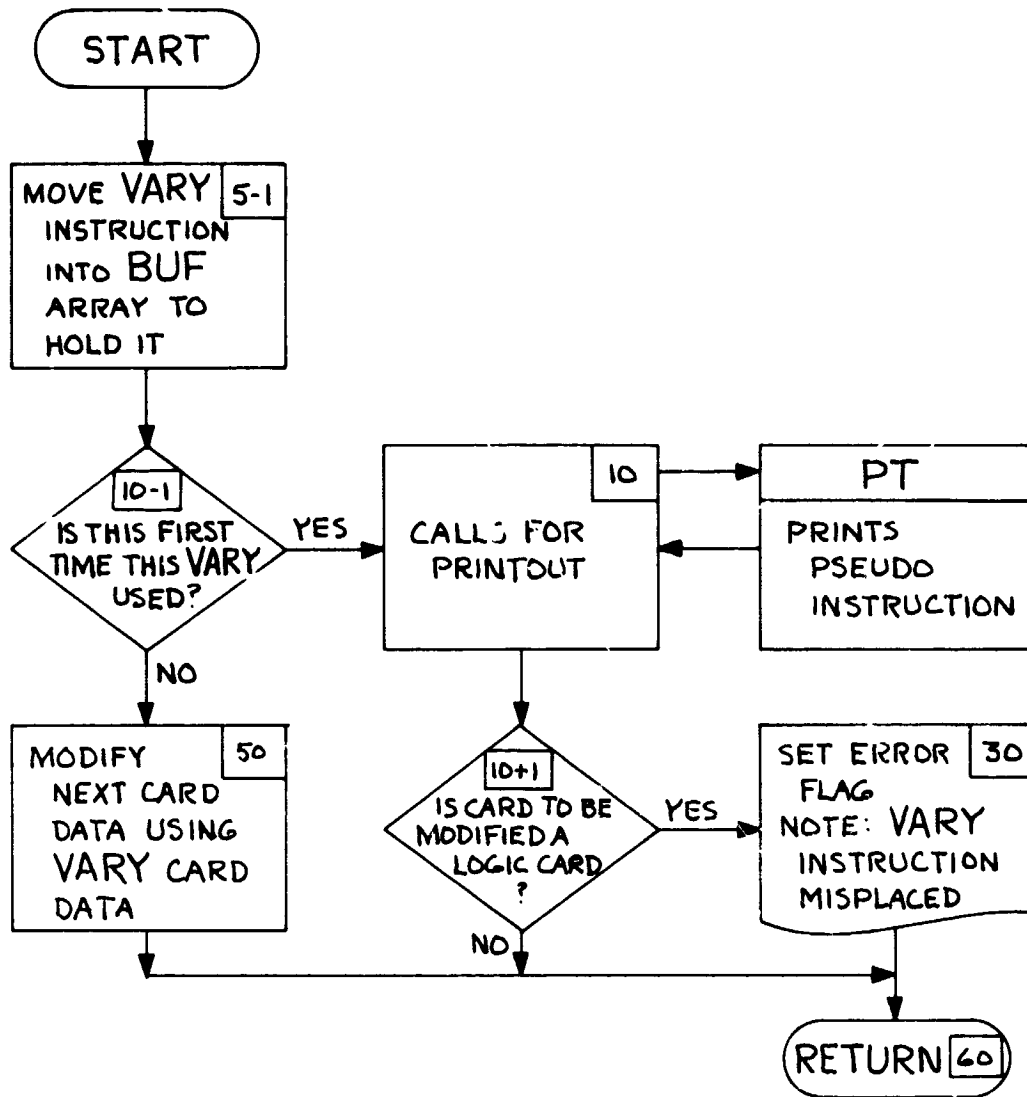 START
MOVE VARY 5-1
INSTRUCTION
INTO BUF
ARRAY TO
HOLD IT
10-1
IS THIS FIRST
TIME THIS VARY
USED?
YES
NO
10
CALLS FOR
PRINTOUT
PT
PRINTS
PSEUDO
INSTRUCTION
MODIFY 50
NEXT CARD
DATA USING
VARY CARD
DATA
10+1
IS CARD TO BE
MODIFIED A
LOGIC CARD
?
YES
NO
SET ERROR 30
FLAG
NOTE: VARY
INSTRUCTION
MISPLACED
RETURN 60